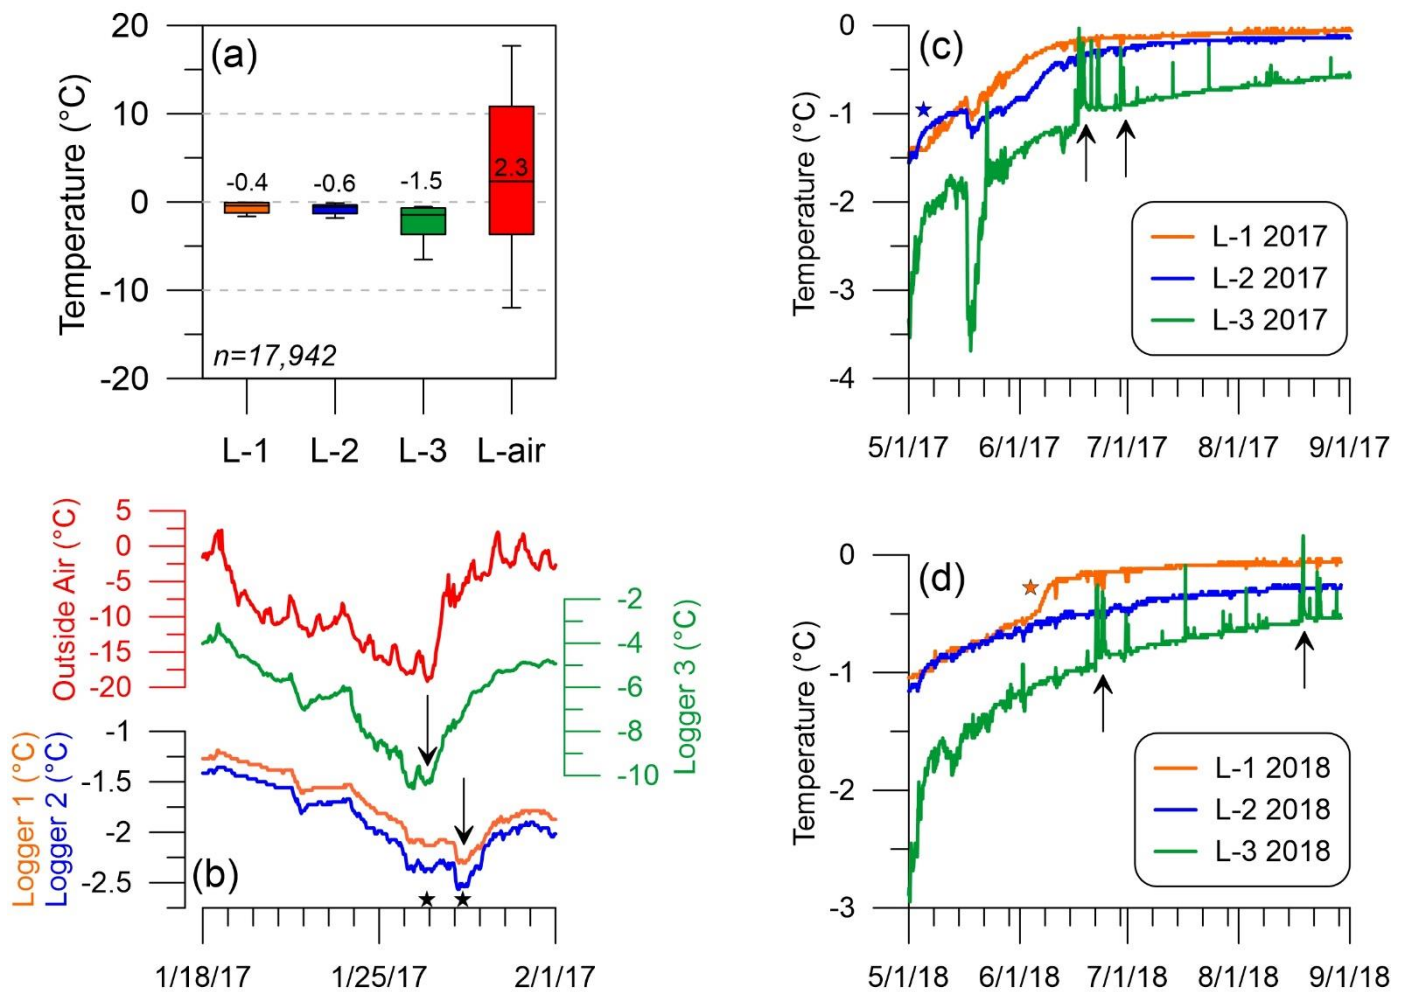 (a)
Temperature (°C)
20
10
0
-10
-20
-0.4
-0.6
-1.5
2.3
n=17,942
L-1
L-2
L-3
L-air
(b)
Outside Air (°C)
5
0
-5
-10
-15
-20
Logger 3 (°C)
-2
-4
-6
-8
-10
Logger 1 (°C)
Logger 2 (°C)
-1
-1.5
-2
-2.5
1/18/17
1/25/17
2/1/17
(c)
Temperature (°C)
0
-1
-2
-3
-4
L-1 2017
L-2 2017
L-3 2017
5/1/17
6/1/17
7/1/17
8/1/17
9/1/17
(d)
Temperature (°C)
0
-1
-2
-3
L-1 2018
L-2 2018
L-3 2018
5/1/18
6/1/18
7/1/18
8/1/18
9/1/18